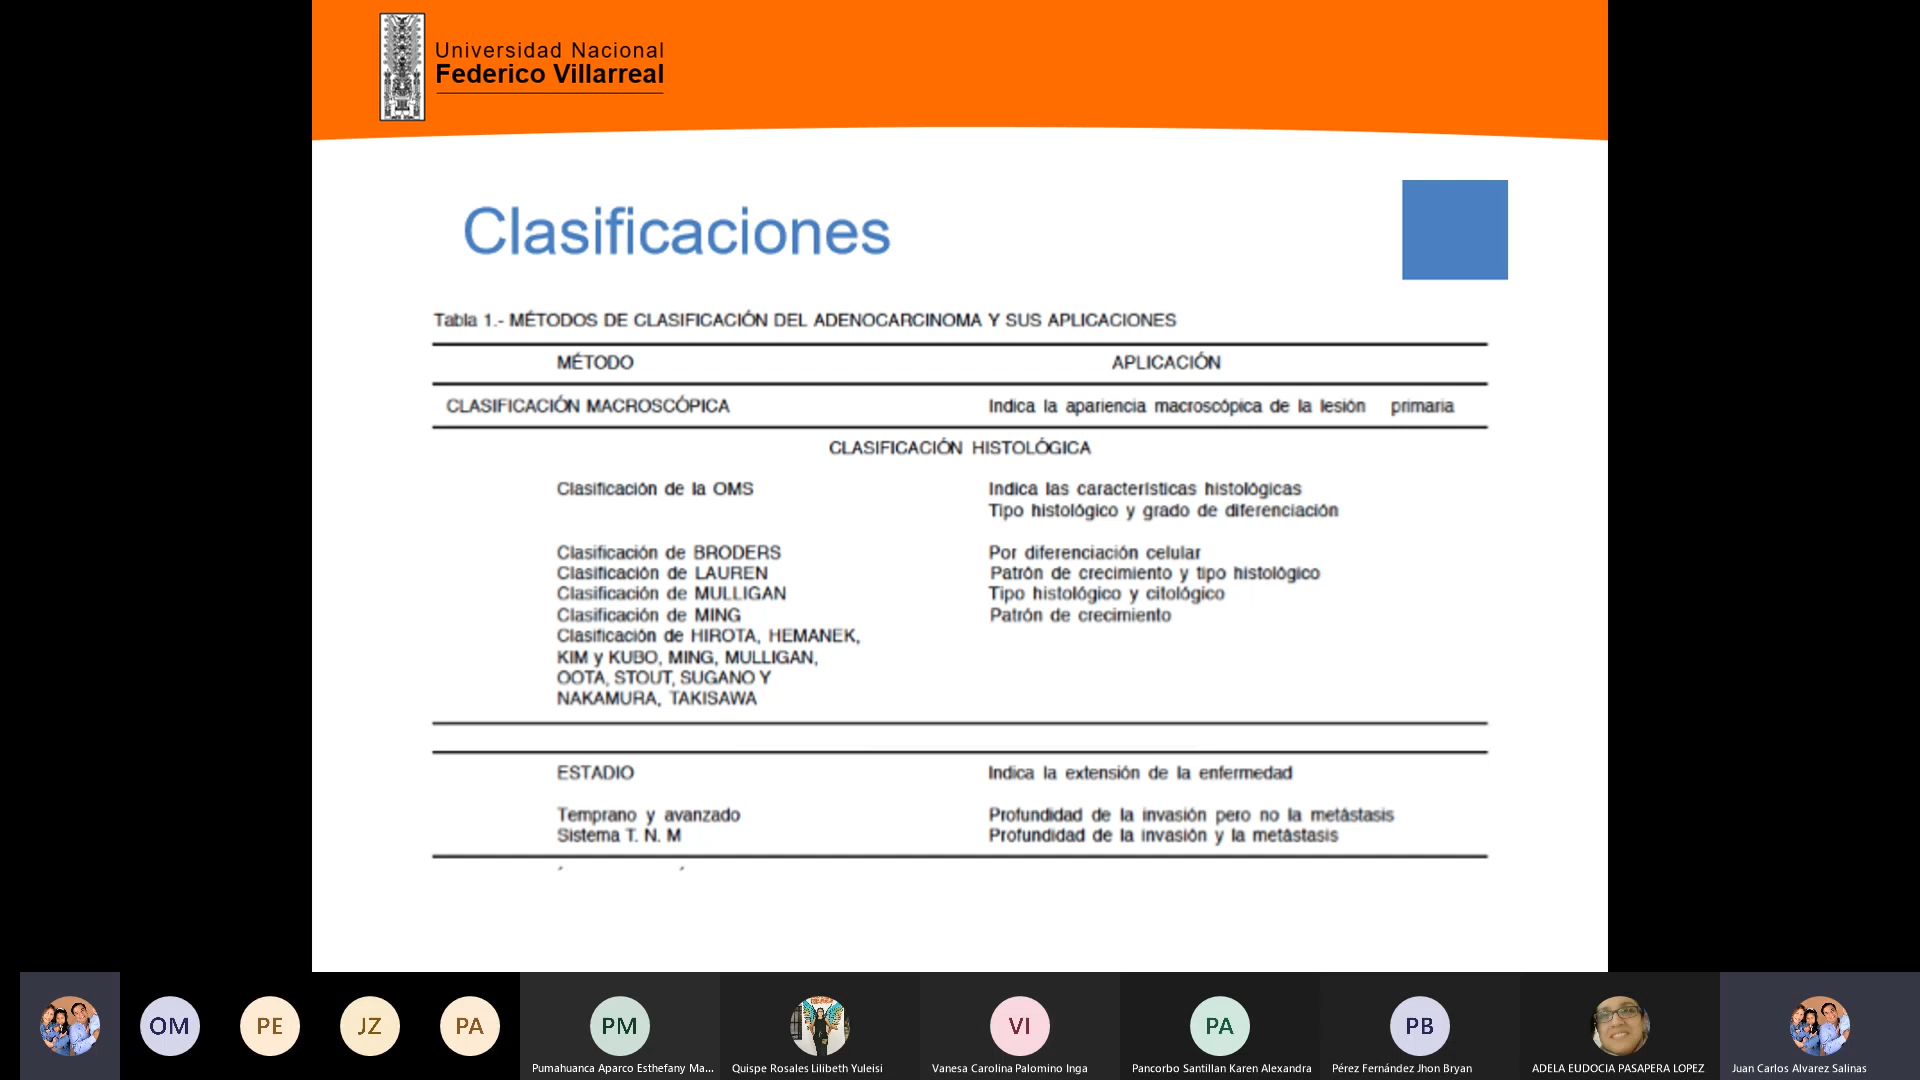 Universidad Nacional
Federico Villarreal
Clasificaciones
Tabla 1.- MÉTODOS DE CLASIFICACIÓN DEL ADENOCARCINOMA Y SUS APLICACIONES
MÉTODO APLICACIÓN
CLASIFICACIÓN MACROSCÓPICA Indica la apariencia macroscópica de la lesión primaria
CLASIFICACIÓN HISTOLÓGICA
Clasificación de la OMS Indica las características histológicas
Tipo histológico y grado de diferenciación
Clasificación de BRODERS Por diferenciación celular
Clasificación de LAUREN Patrón de crecimiento y tipo histológico
Clasificación de MULLIGAN Tipo histológico y citológico
Clasificación de MING Patrón de crecimiento
Clasificación de HIROTA, HEMANEK,
KIM y KUBO, MING, MULLIGAN,
OOTA, STOUT, SUGANO Y
NAKAMURA, TAKISAWA
ESTADIO Indica la extensión de la enfermedad
Temprano y avanzado Profundidad de la invasión pero no la metástasis
Sistema T. N. M Profundidad de la invasión y la metástasis
OM PE JZ PA PM VI PA PB
Pumahuanca Aparco Esthefany Ma... Quispe Rosales Lilibeth Yuleisi Vanesa Carolina Palomino Inga Pancorbo Santillan Karen Alexandra Pérez Fernández Jhon Bryan ADELA EUDOCIA PASAPERA LOPEZ Juan Carlos Alvarez Salinas